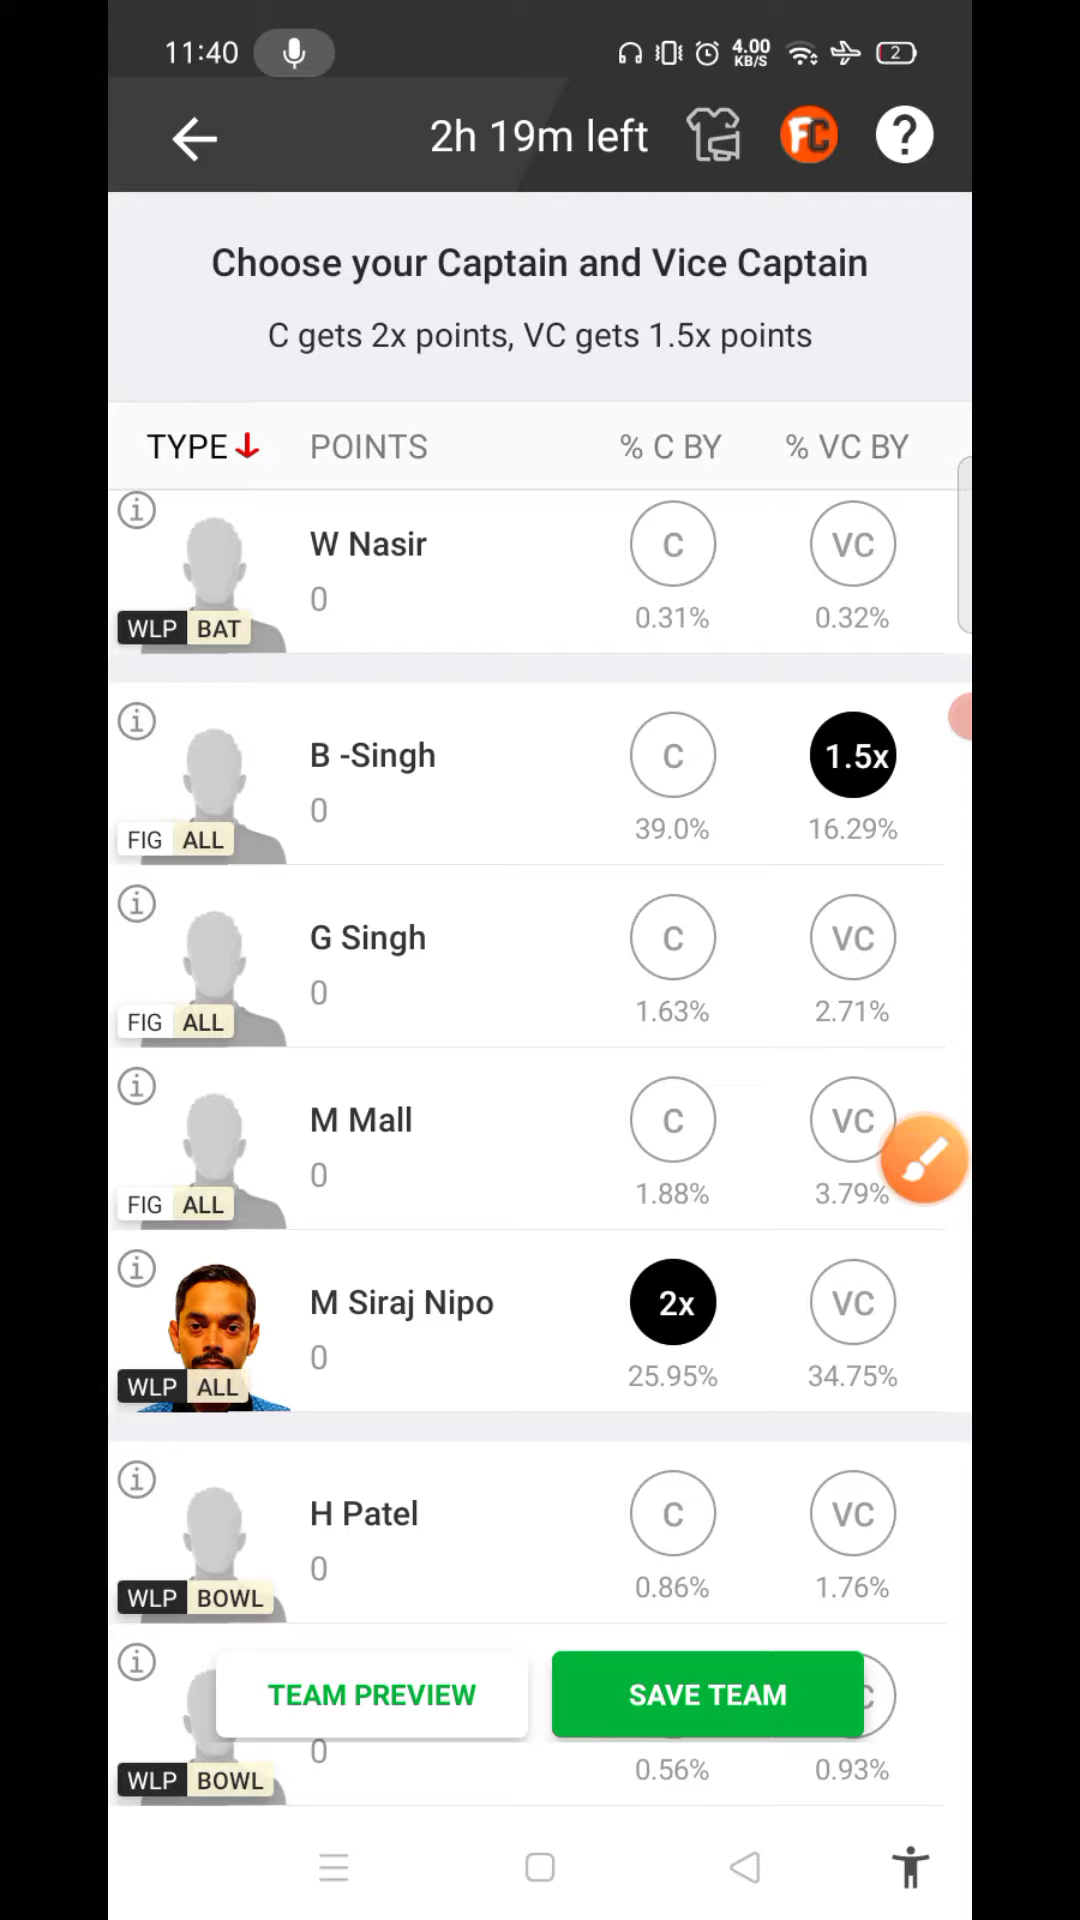 11:40
4.00
KB/S
2
2h 19m left
FC
?
Choose your Captain and Vice Captain
C gets 2x points, VC gets 1.5x points
TYPE POINTS % C BY % VC BY
W Nasir C VC
0 0.31% 0.32%
WLP BAT
B -Singh C 1.5x
0 39.0% 16.29%
FIG ALL
G Singh C VC
0 1.63% 2.71%
FIG ALL
M Mall C VC
0 1.88% 3.79%
FIG ALL
M Siraj Nipo 2x VC
0 25.95% 34.75%
WLP ALL
H Patel C VC
0 0.86% 1.76%
WLP BOWL
TEAM PREVIEW SAVE TEAM
0 0.56% 0.93%
WLP BOWL